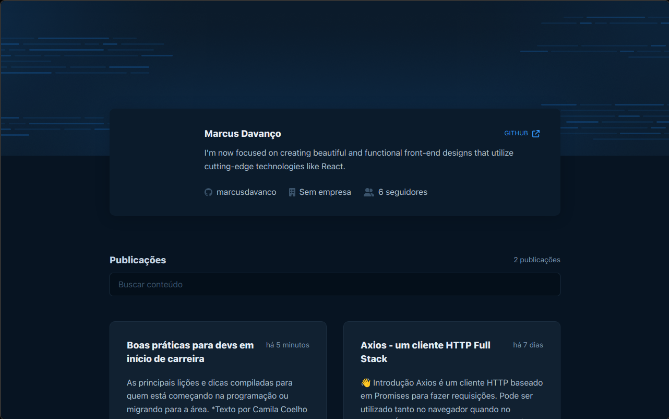 Marcus Davanço
GITHUB
I'm now focused on creating beautiful and functional front-end designs that utilize
cutting-edge technologies like React.
marcusdavanco Sem empresa 6 seguidores
Publicações
2 publicações
Buscar conteúdo
Boas práticas para devs em
início de carreira
há 5 minutos
As principais lições e dicas compiladas para
quem está começando na programação ou
migrando para a área. *Texto por Camila Coelho
Axios - um cliente HTTP Full
Stack
há 7 dias
👋 Introdução Axios é um cliente HTTP baseado
em Promises para fazer requisições. Pode ser
utilizado tanto no navegador quando no